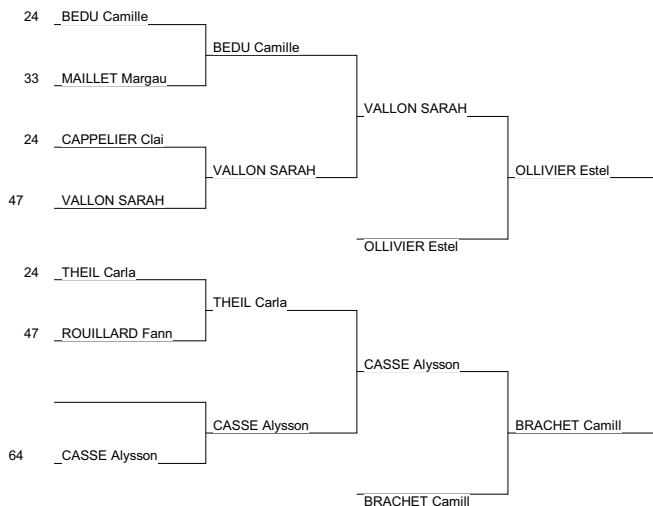 24 BEDU Camille
BEDU Camille
33 MAILLET Margau
VALLON SARAH
24 CAPPELIER Clai
VALLON SARAH
OLLIVIER Estel
47 VALLON SARAH
OLLIVIER Estel
24 THEIL Carla
THEIL Carla
47 ROUILLARD Fann
CASSE Alysson
CASSE Alysson
BRACHET Camill
64 CASSE Alysson
BRACHET Camill